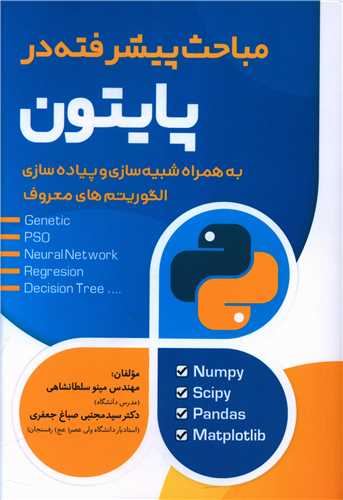 مباحث پیشرفته در
پایتون
به همراه شبیه سازی و پیاده سازی
الگوریتم های معروف
Genetic
PSO
Neural Network
Regresion
Decision Tree ....
مؤلفان:
مهندس مینو سلطانشاهی
(مدرس دانشگاه)
دکتر سید مجتبی صباغ جعفری
(استادیار دانشگاه ولی عصر(عج) رفسنجان)
Numpy
Scipy
Pandas
Matplotlib